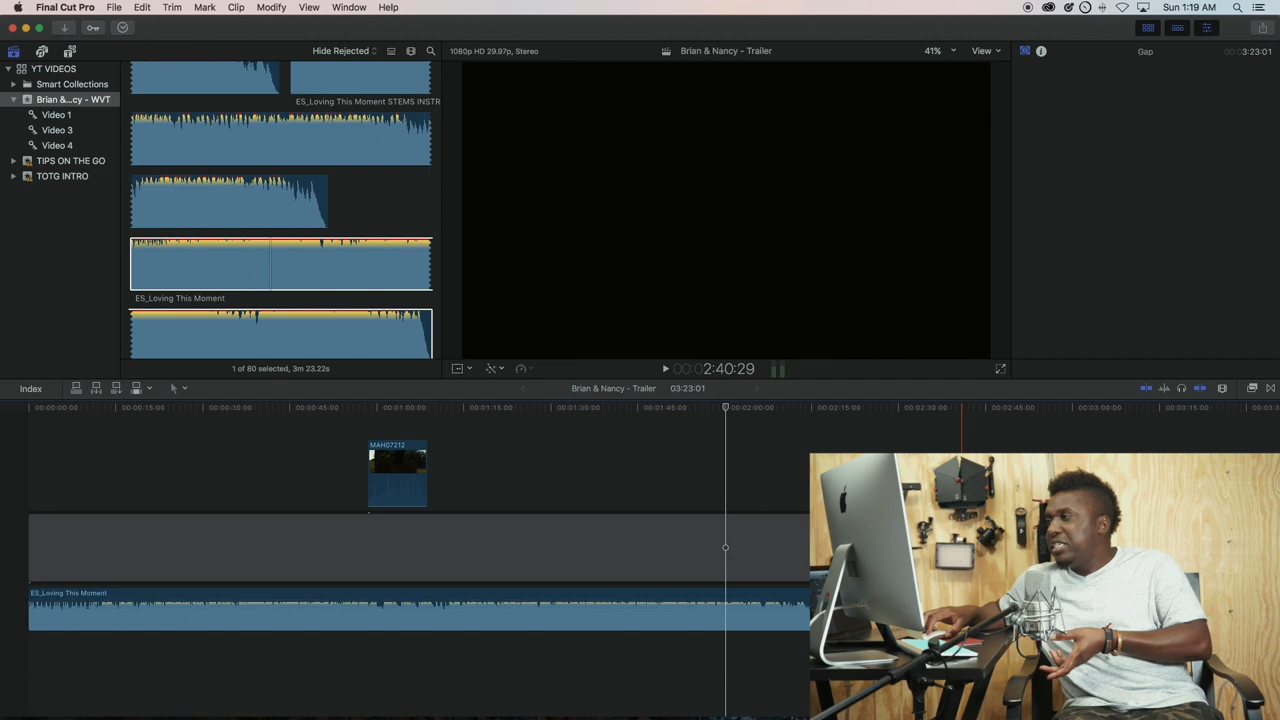 Final Cut Pro File Edit Trim Mark Clip Modify View Window Help Sun 1:19 AM
Hide Rejected 1080p HD 29.97p, Stereo Brian & Nancy - Trailer 41% View Gap 3:23:01
YT VIDEOS
Smart Collections
Brian &...cy - WVT
Video 1
Video 3
Video 4
TIPS ON THE GO
TOTG INTRO
ES_Loving This Moment STEMS INSTR
ES_Loving This Moment
1 of 80 selected, 3m 23.22s
00:00 2:40:29
Index Brian & Nancy - Trailer 03:23:01
00:00:00:00 00:00:15:00 00:00:30:00 00:00:45:00 00:01:00:00 00:01:15:00 00:01:30:00 00:01:45:00 00:02:00:00 00:02:15:00 00:02:30:00 00:02:45:00 00:03:00:00 00:03:15:00 00:03:3
MAH07212
ES_Loving This Moment